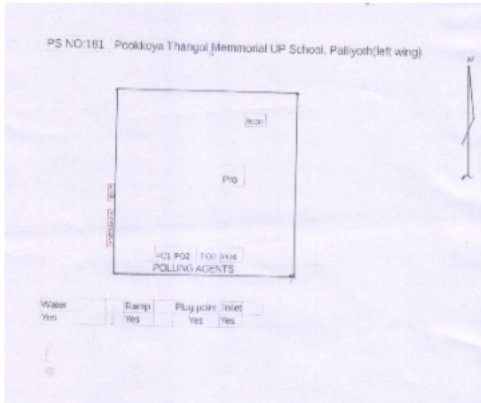 PS NO:181 Pookkoya Thangul Memmorial UP School, Palliyoth(left wing)
Pro
PO1 PO2 PO3 PO4
POLLING AGENTS
Water Ramp Plug point Toilet
Yes Yes Yes Yes